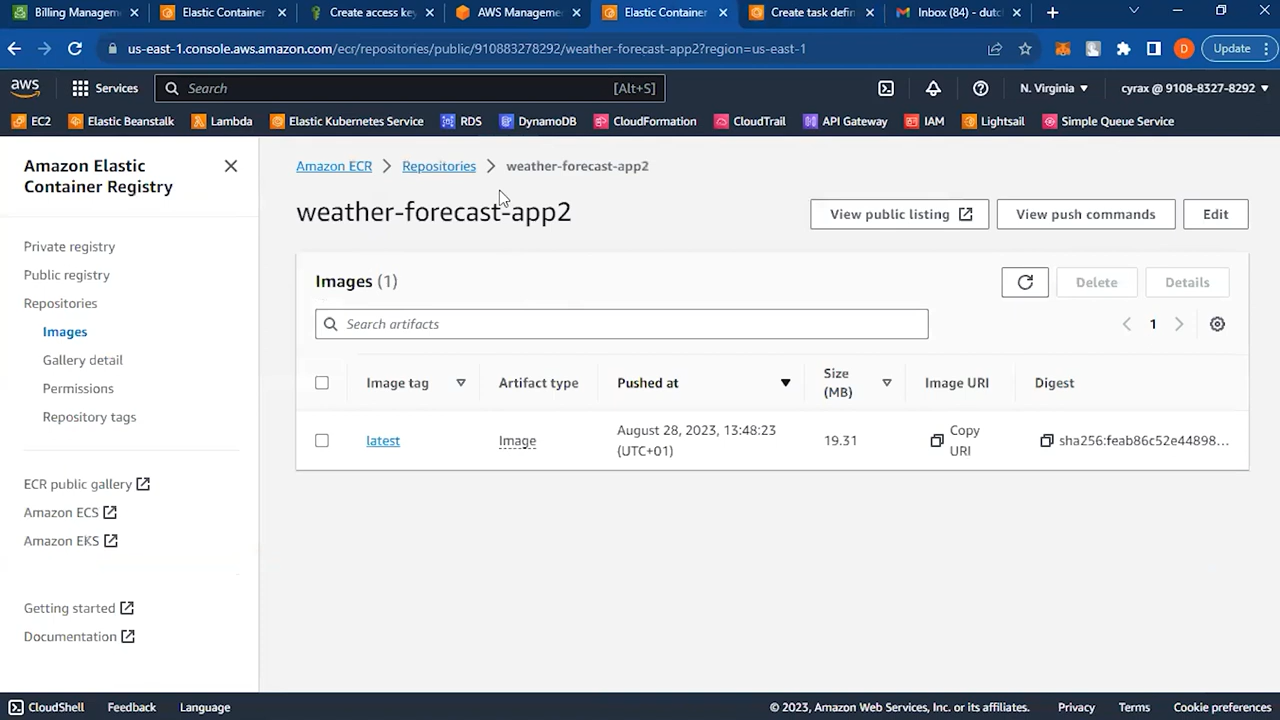 Billing Managem
Elastic Container
Create access key
AWS Manageme
Elastic Container
Create task defin
Inbox (84) - dutc
us-east-1.console.aws.amazon.com/ecr/repositories/public/910883278292/weather-forecast-app2?region=us-east-1
D
Update
aws
Services
Search
[Alt+S]
N. Virginia
cyrax @ 9108-8327-8292
EC2
Elastic Beanstalk
Lambda
Elastic Kubernetes Service
RDS
DynamoDB
CloudFormation
CloudTrail
API Gateway
IAM
Lightsail
Simple Queue Service
Amazon Elastic
Container Registry
Private registry
Public registry
Repositories
Images
Gallery detail
Permissions
Repository tags
ECR public gallery
Amazon ECS
Amazon EKS
Getting started
Documentation
Amazon ECR
Repositories
weather-forecast-app2
weather-forecast-app2
View public listing
View push commands
Edit
Images (1)
Delete
Details
Search artifacts
1
Image tag
Artifact type
Pushed at
Size
(MB)
Image URI
Digest
latest
Image
August 28, 2023, 13:48:23
(UTC+01)
19.31
Copy
URI
sha256:feab86c52e44898...
CloudShell
Feedback
Language
© 2023, Amazon Web Services, Inc. or its affiliates.
Privacy
Terms
Cookie preferences